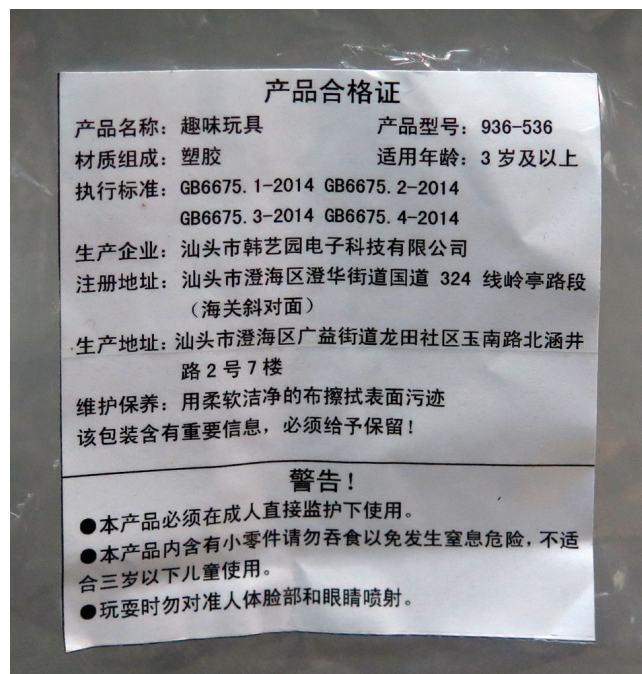 产品合格证
产品名称：趣味玩具 产品型号：936-536
材质组成：塑胶 适用年龄：3 岁及以上
执行标准：GB6675.1-2014 GB6675.2-2014
GB6675.3-2014 GB6675.4-2014
生产企业：汕头市韩艺园电子科技有限公司
注册地址：汕头市澄海区澄华街道国道 324 线岭亭路段
（海关斜对面）
生产地址：汕头市澄海区广益街道龙田社区玉南路北涵井
路 2 号 7 楼
维护保养：用柔软洁净的布擦拭表面污迹
该包装含有重要信息，必须给予保留！
警告！
●本产品必须在成人直接监护下使用。
●本产品内含有小零件请勿吞食以免发生窒息危险，不适
合三岁以下儿童使用。
●玩耍时勿对准人体脸部和眼睛喷射。